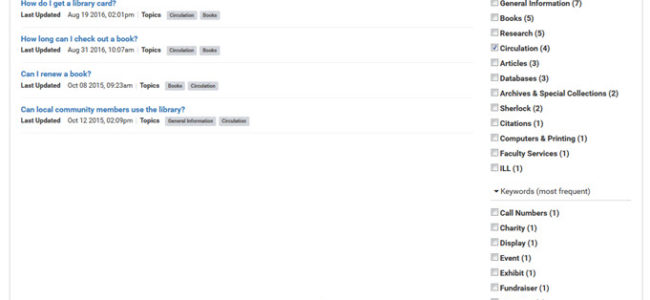 How do I get a library card?
Last Updated Aug 19 2016, 02:01pm Topics Circulation Books
How long can I check out a book?
Last Updated Aug 31 2016, 10:07am Topics Circulation Books
Can I renew a book?
Last Updated Oct 08 2015, 09:23am Topics Books Circulation
Can local community members use the library?
Last Updated Oct 12 2015, 02:09pm Topics General Information Circulation
General Information (7)
Books (5)
Research (5)
Circulation (4)
Articles (3)
Databases (3)
Archives & Special Collections (2)
Sherlock (2)
Citations (1)
Computers & Printing (1)
Faculty Services (1)
ILL (1)
Keywords (most frequent)
Call Numbers (1)
Charity (1)
Display (1)
Event (1)
Exhibit (1)
Fundraiser (1)